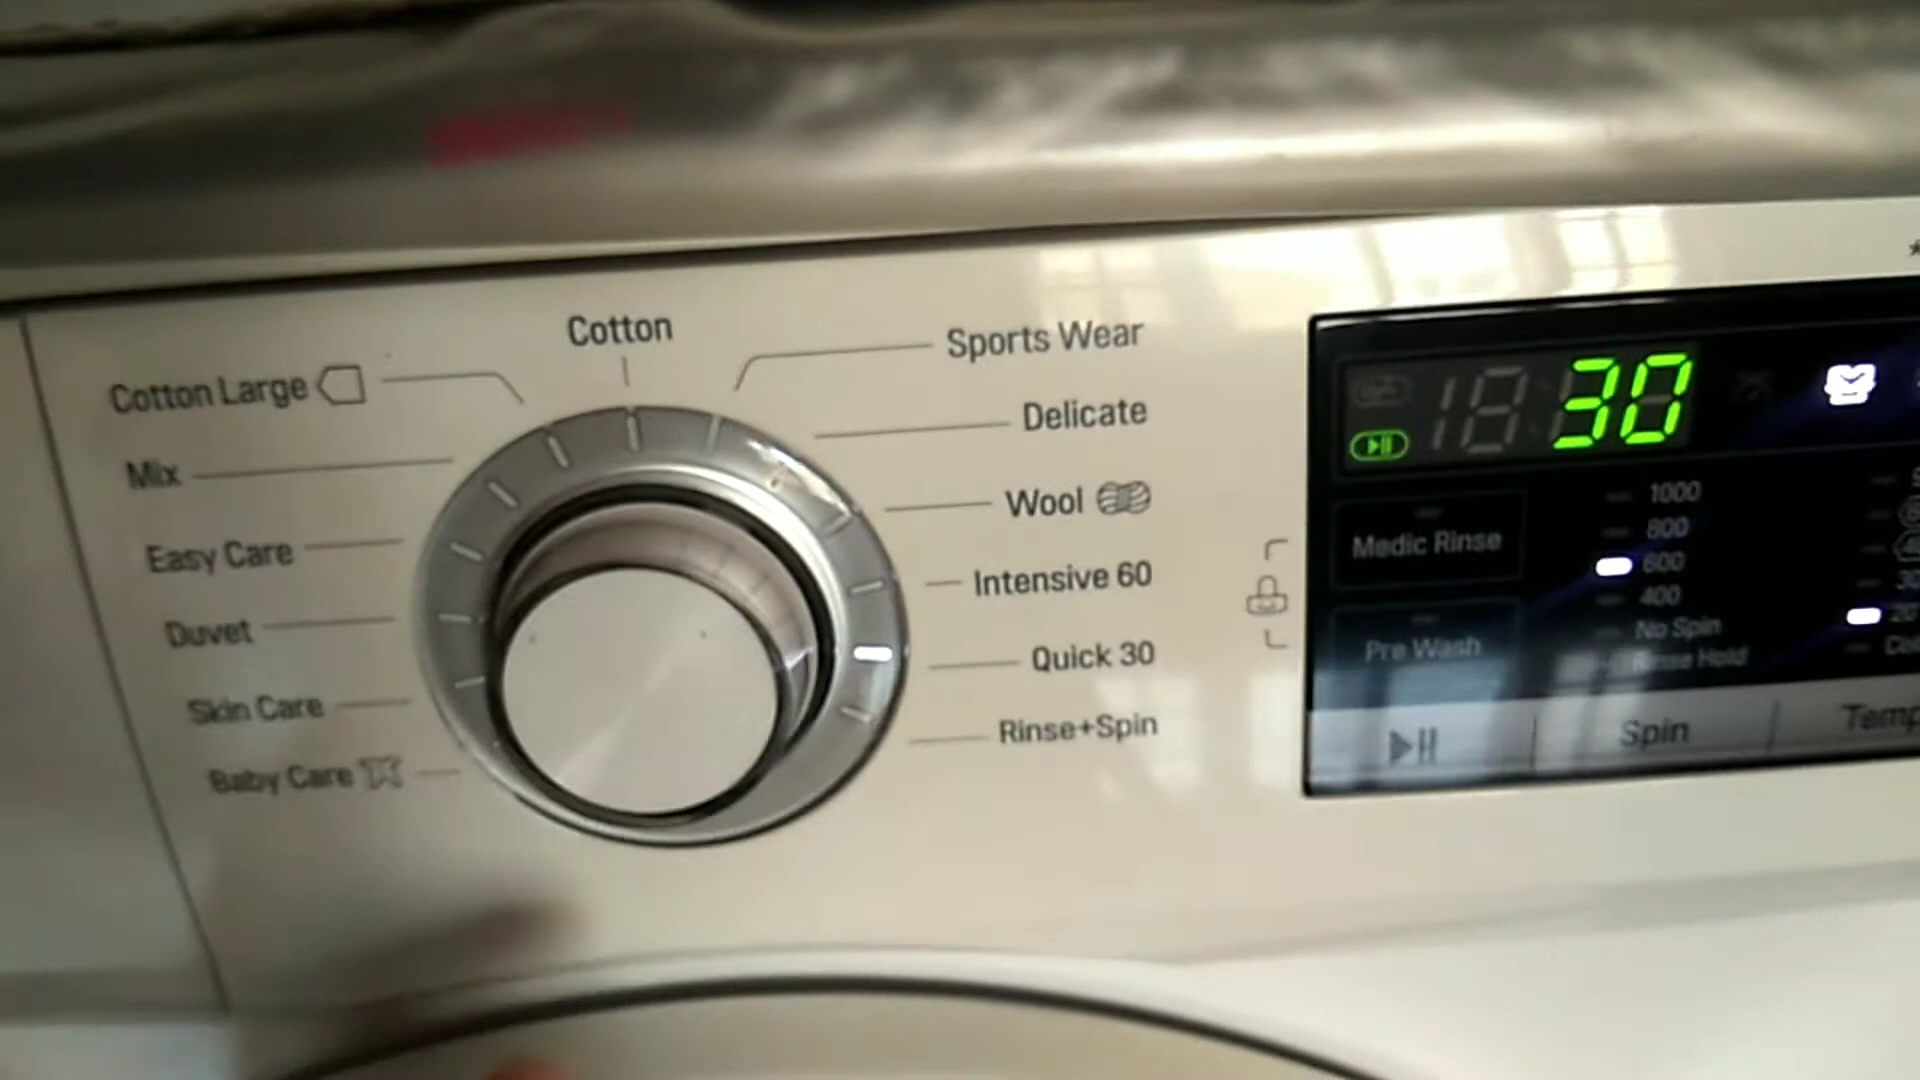 Cotton
Cotton Large
Mix
Easy Care
Duvet
Skin Care
Baby Care
Sports Wear
Delicate
Wool
Intensive 60
Quick 30
Rinse+Spin
30
Medic Rinse
Pre Wash
1000
800
600
400
No Spin
Rinse Hold
20
Spin
Temp